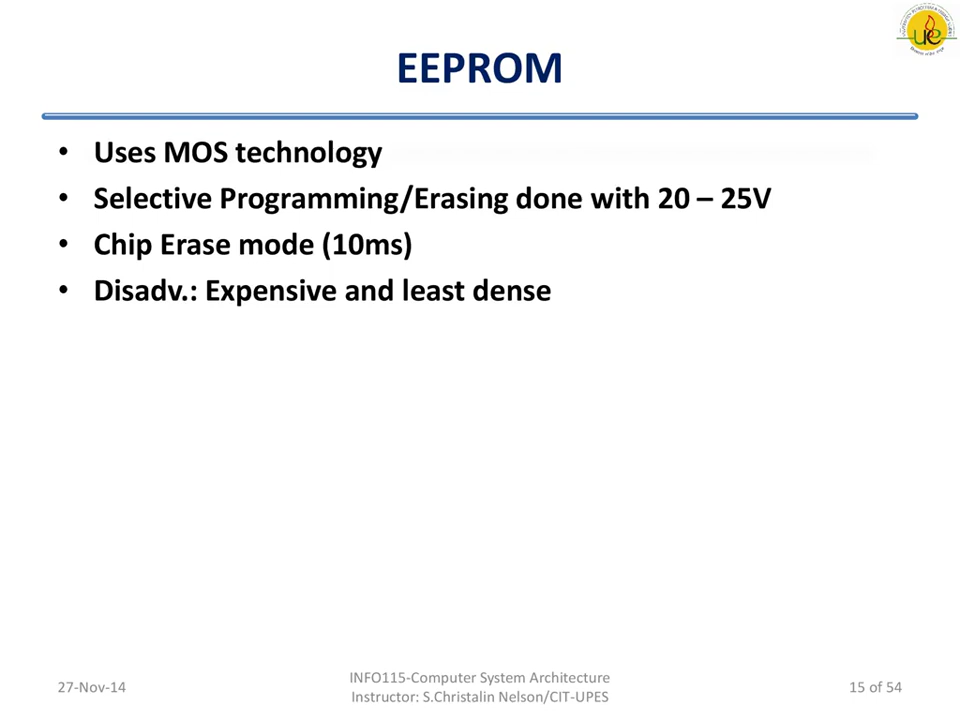 EEPROM
• Uses MOS technology
• Selective Programming/Erasing done with 20 – 25V
• Chip Erase mode (10ms)
• Disadv.: Expensive and least dense
27-Nov-14
INFO115-Computer System Architecture
Instructor: S.Christalin Nelson/CIT-UPES
15 of 54